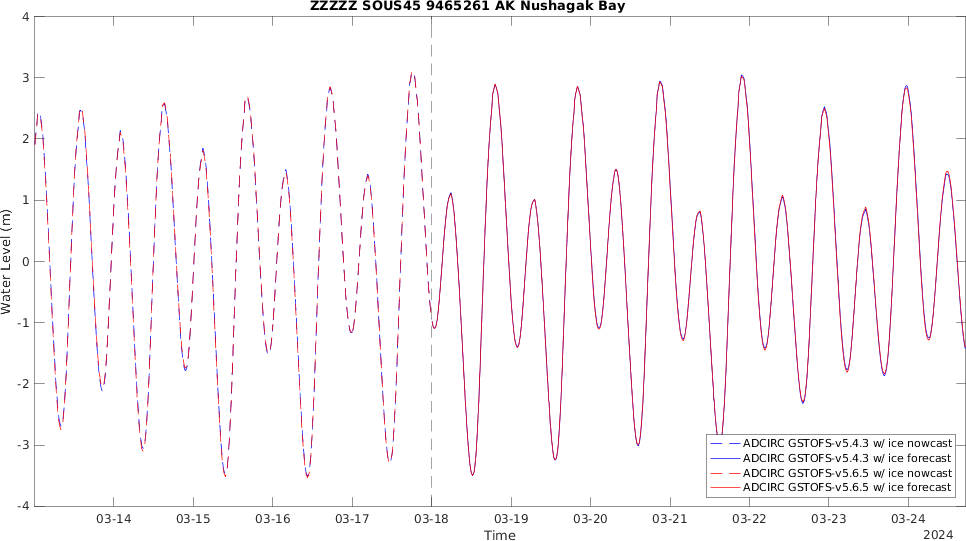 ZZZZZ SOUS45 9465261 AK Nushagak Bay
Water Level (m)
4
3
2
1
0
-1
-2
-3
-4
ADCIRC GSTOFS-v5.4.3 w/ ice nowcast
ADCIRC GSTOFS-v5.4.3 w/ ice forecast
ADCIRC GSTOFS-v5.6.5 w/ ice nowcast
ADCIRC GSTOFS-v5.6.5 w/ ice forecast
03-14 03-15 03-16 03-17 03-18 03-19 03-20 03-21 03-22 03-23 03-24
Time
2024